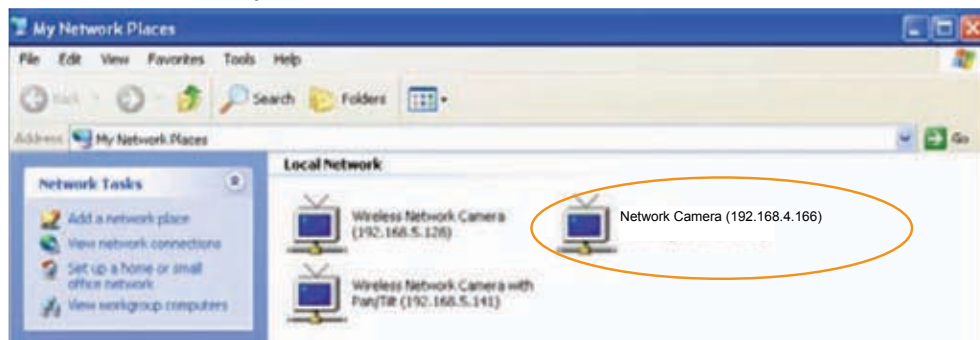 My Network Places
File Edit View Favorites Tools Help
Back Search Folders
Address My Network Places Go
Local Network
Network Tasks
Add a network place
View network connections
Set up a home or small
office network
View workgroup computers
Wireless Network Camera
(192.168.5.128)
Network Camera (192.168.4.166)
Wireless Network Camera with
Pan/Tilt (192.168.5.141)